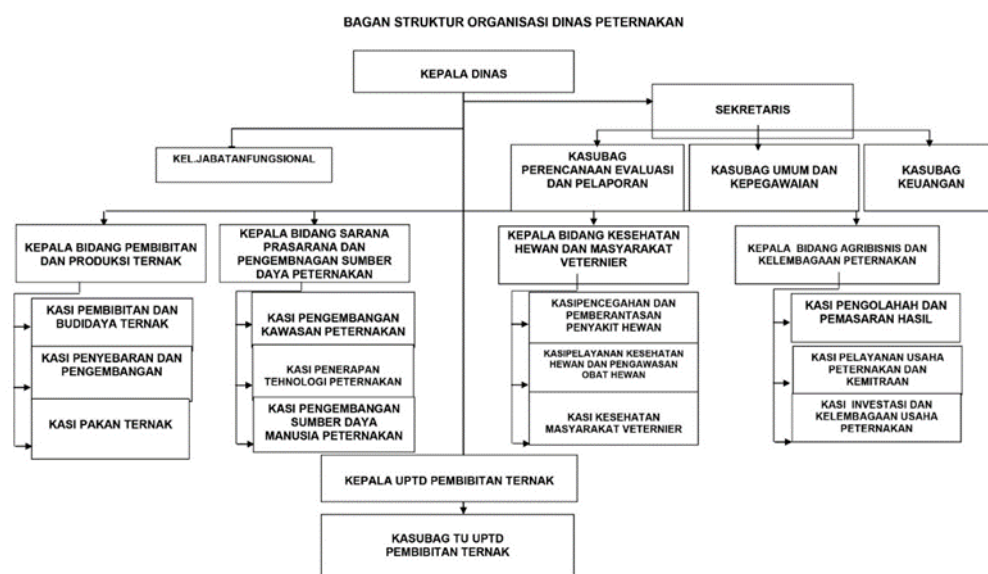 BAGAN STRUKTUR ORGANISASI DINAS PETERNAKAN
KEPALA DINAS
SEKRETARIS
KEL.JABATANFUNGSIONAL
KASUBAG
PERENCANAAN EVALUASI
DAN PELAPORAN
KASUBAG UMUM DAN
KEPEGAWAIAN
KASUBAG
KEUANGAN
KEPALA BIDANG PEMBIBITAN
DAN PRODUKSI TERNAK
KEPALA BIDANG SARANA
PRASARANA DAN
PENGEMBNAGAN SUMBER
DAYA PETERNAKAN
KEPALA BIDANG KESEHATAN
HEWAN DAN MASYARAKAT
VETERNIER
KEPALA BIDANG AGRIBISNIS DAN
KELEMBAGAAN PETERNAKAN
KASI PEMBIBITAN DAN
BUDIDAYA TERNAK
KASI PENYEBARAN DAN
PENGEMBANGAN
KASI PAKAN TERNAK
KASI PENGEMBANGAN
KAWASAN PETERNAKAN
KASI PENERAPAN
TEHNOLOGI PETERNAKAN
KASI PENGEMBANGAN
SUMBER DAYA
MANUSIA PETERNAKAN
KASIPENCEGAHAN DAN
PEMBERANTASAN
PENYAKIT HEWAN
KASIPELAYANAN KESEHATAN
HEWAN DAN PENGAWASAN
OBAT HEWAN
KASI KESEHATAN
MASYARAKAT VETERNIER
KASI PENGOLAHAH DAN
PEMASARAN HASIL
KASI PELAYANAN USAHA
PETERNAKAN DAN
KEMITRAAN
KASI INVESTASI DAN
KELEMBAGAAN USAHA
PETERNAKAN
KEPALA UPTD PEMBIBITAN TERNAK
KASUBAG TU UPTD
PEMBIBITAN TERNAK